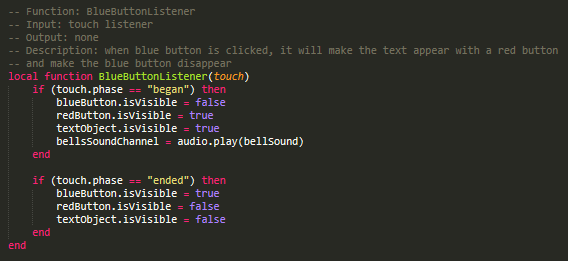 -- Function: BlueButtonListener
-- Input: touch listener
-- Output: none
-- Description: when blue button is clicked, it will make the text appear with a red button
-- and make the blue button disappear
local function BlueButtonListener(touch)
    if (touch.phase == "began") then
        blueButton.isVisible = false
        redButton.isVisible = true
        textObject.isVisible = true
        bellsSoundChannel = audio.play(bellSound)
    end

    if (touch.phase == "ended") then
        blueButton.isVisible = true
        redButton.isVisible = false
        textObject.isVisible = false
    end
end